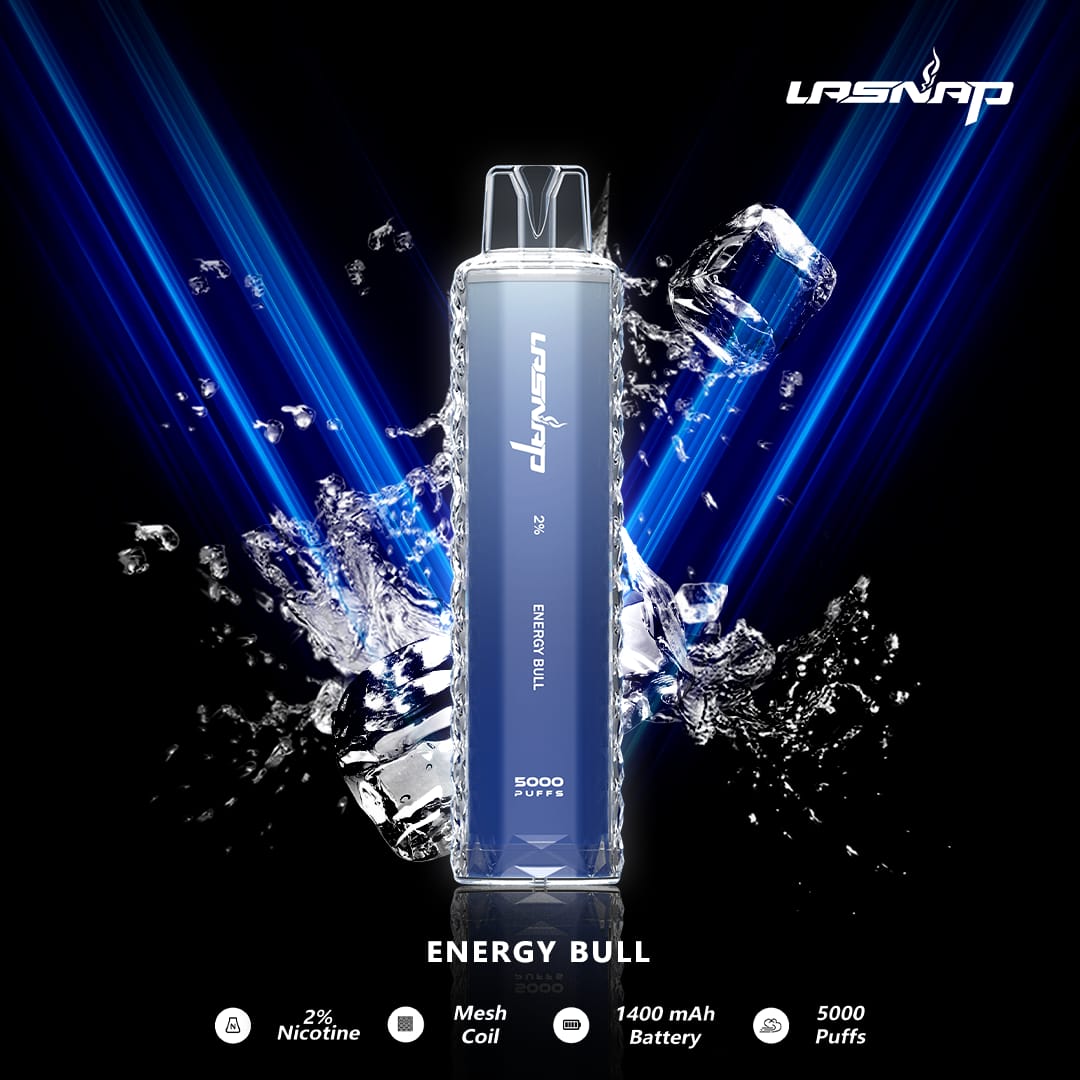 LASNAP
LASNAP
2%
ENERGY BULL
5000
PUFFS
ENERGY BULL
2%
Nicotine
Mesh
Coil
1400 mAh
Battery
5000
Puffs